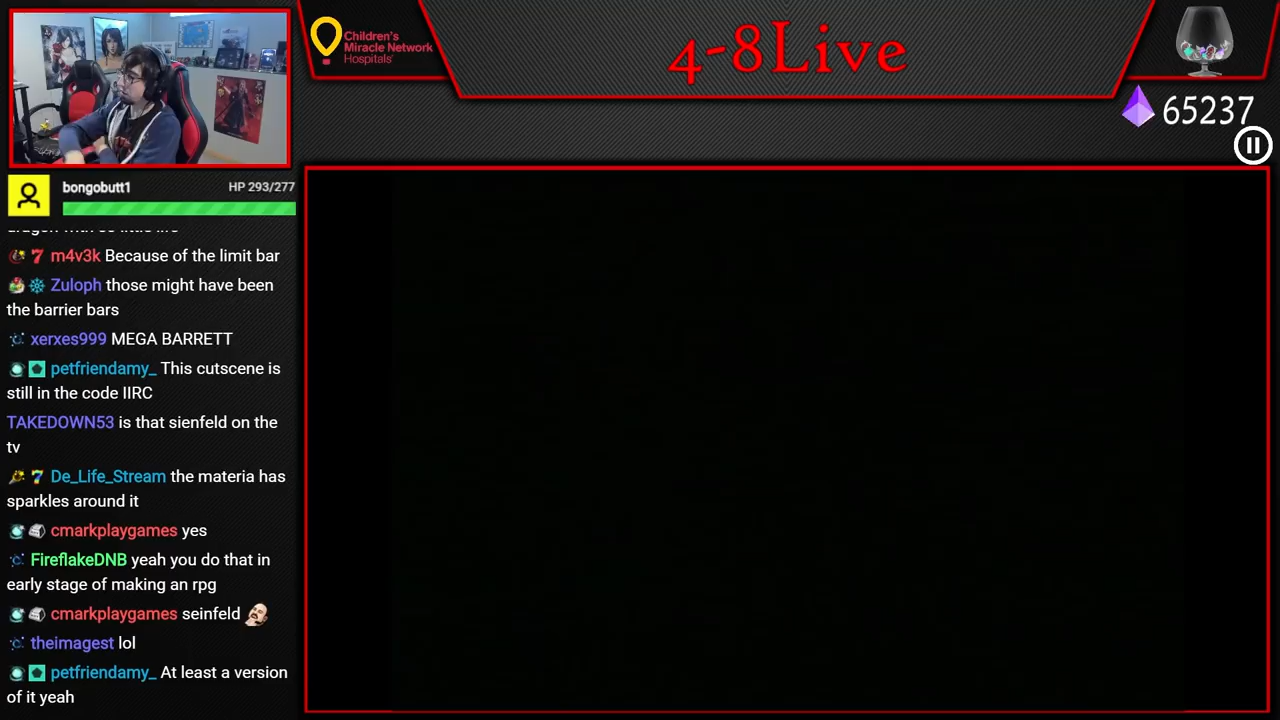 Children's
Miracle Network
Hospitals
4-8Live
65237
bongobutt1
HP 293/277
m4v3k Because of the limit bar
Zuloph those might have been
the barrier bars
xerxes999 MEGA BARRETT
petfriendamy_ This cutscene is
still in the code IIRC
TAKEDOWN53 is that sienfeld on the
tv
De_Life_Stream the materia has
sparkles around it
cmarkplaygames yes
FireflakeDNB yeah you do that in
early stage of making an rpg
cmarkplaygames seinfeld
theimagest lol
petfriendamy_ At least a version
of it yeah